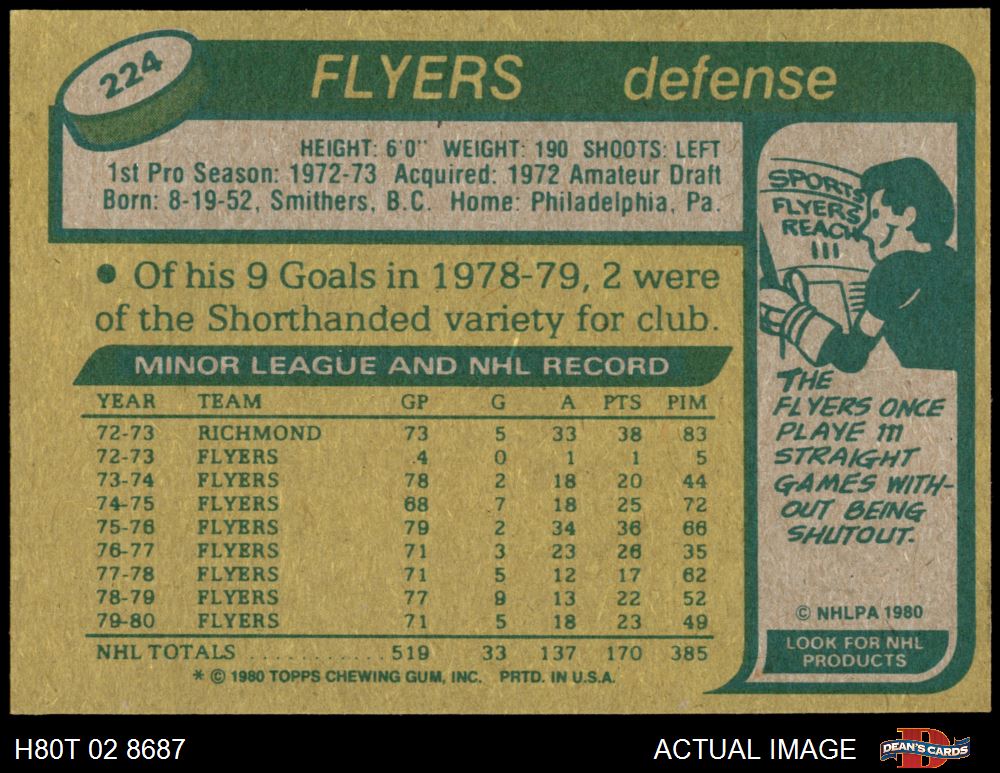 224
FLYERS defense
HEIGHT: 6'0" WEIGHT: 190 SHOOTS: LEFT
1st Pro Season: 1972-73 Acquired: 1972 Amateur Draft
Born: 8-19-52, Smithers, B.C. Home: Philadelphia, Pa.
• Of his 9 Goals in 1978-79, 2 were
of the Shorthanded variety for club.
MINOR LEAGUE AND NHL RECORD
YEAR TEAM GP G A PTS PIM
72-73 RICHMOND 73 5 33 38 83
72-73 FLYERS 4 0 1 1 5
73-74 FLYERS 78 2 18 20 44
74-75 FLYERS 68 7 18 25 72
75-76 FLYERS 79 2 34 36 66
76-77 FLYERS 71 3 23 26 35
77-78 FLYERS 71 5 12 17 62
78-79 FLYERS 77 9 13 22 52
79-80 FLYERS 71 5 18 23 49
NHL TOTALS . . . . . . . . . . . . 519 33 137 170 385
* © 1980 TOPPS CHEWING GUM, INC. PRTD. IN U.S.A.
SPORTS
FLYERS
REACH
111
THE
FLYERS ONCE
PLAYE 111
STRAIGHT
GAMES WITH-
OUT BEING
SHUTOUT.
© NHLPA 1980
LOOK FOR NHL
PRODUCTS
H80T 02 8687
ACTUAL IMAGE
D
DEAN'S CARDS